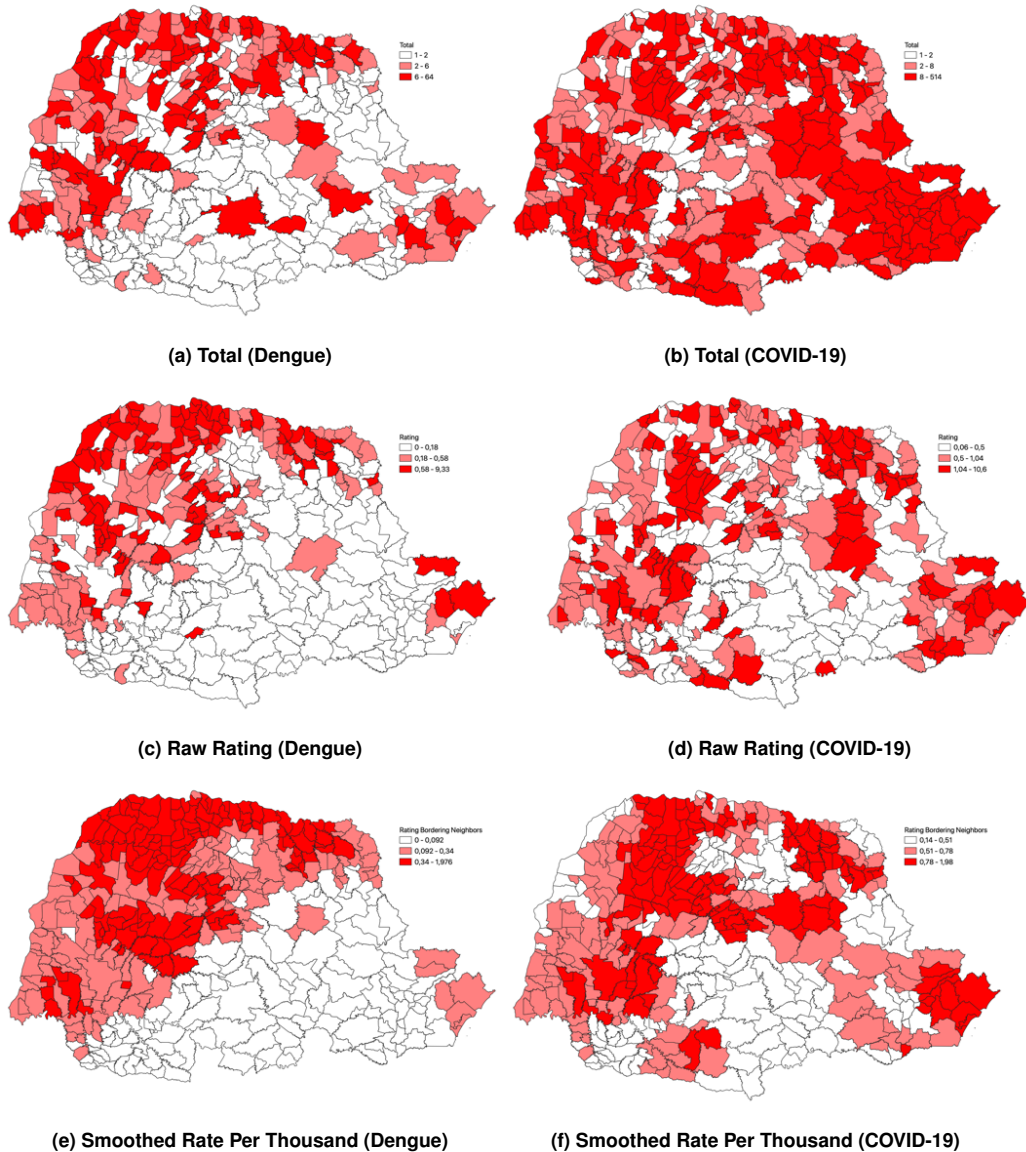 Total
1 - 2
2 - 6
6 - 64
Total
1 - 2
2 - 8
8 - 514
(a) Total (Dengue)
(b) Total (COVID-19)
Rating
0 - 0,18
0,18 - 0,58
0,58 - 9,33
Rating
0,06 - 0,5
0,5 - 1,04
1,04 - 10,6
(c) Raw Rating (Dengue)
(d) Raw Rating (COVID-19)
Rating Bordering Neighbors
0 - 0,092
0,092 - 0,34
0,34 - 1,976
Rating Bordering Neighbors
0,14 - 0,51
0,51 - 0,78
0,78 - 1,98
(e) Smoothed Rate Per Thousand (Dengue)
(f) Smoothed Rate Per Thousand (COVID-19)